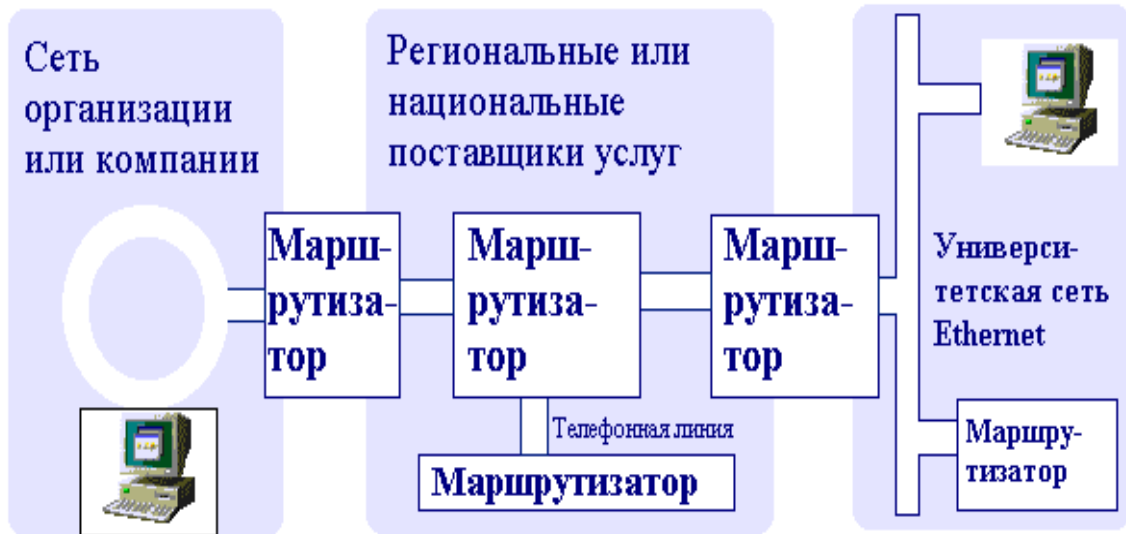 Сеть
организации
или компании
Региональные или
национальные
поставщики услуг
Марш-
рутиза-
тор
Марш-
рутиза-
тор
Марш-
рутиза-
тор
Телефонная линия
Маршрутизатор
Универси-
тетская сеть
Ethernet
Маршру-
тизатор